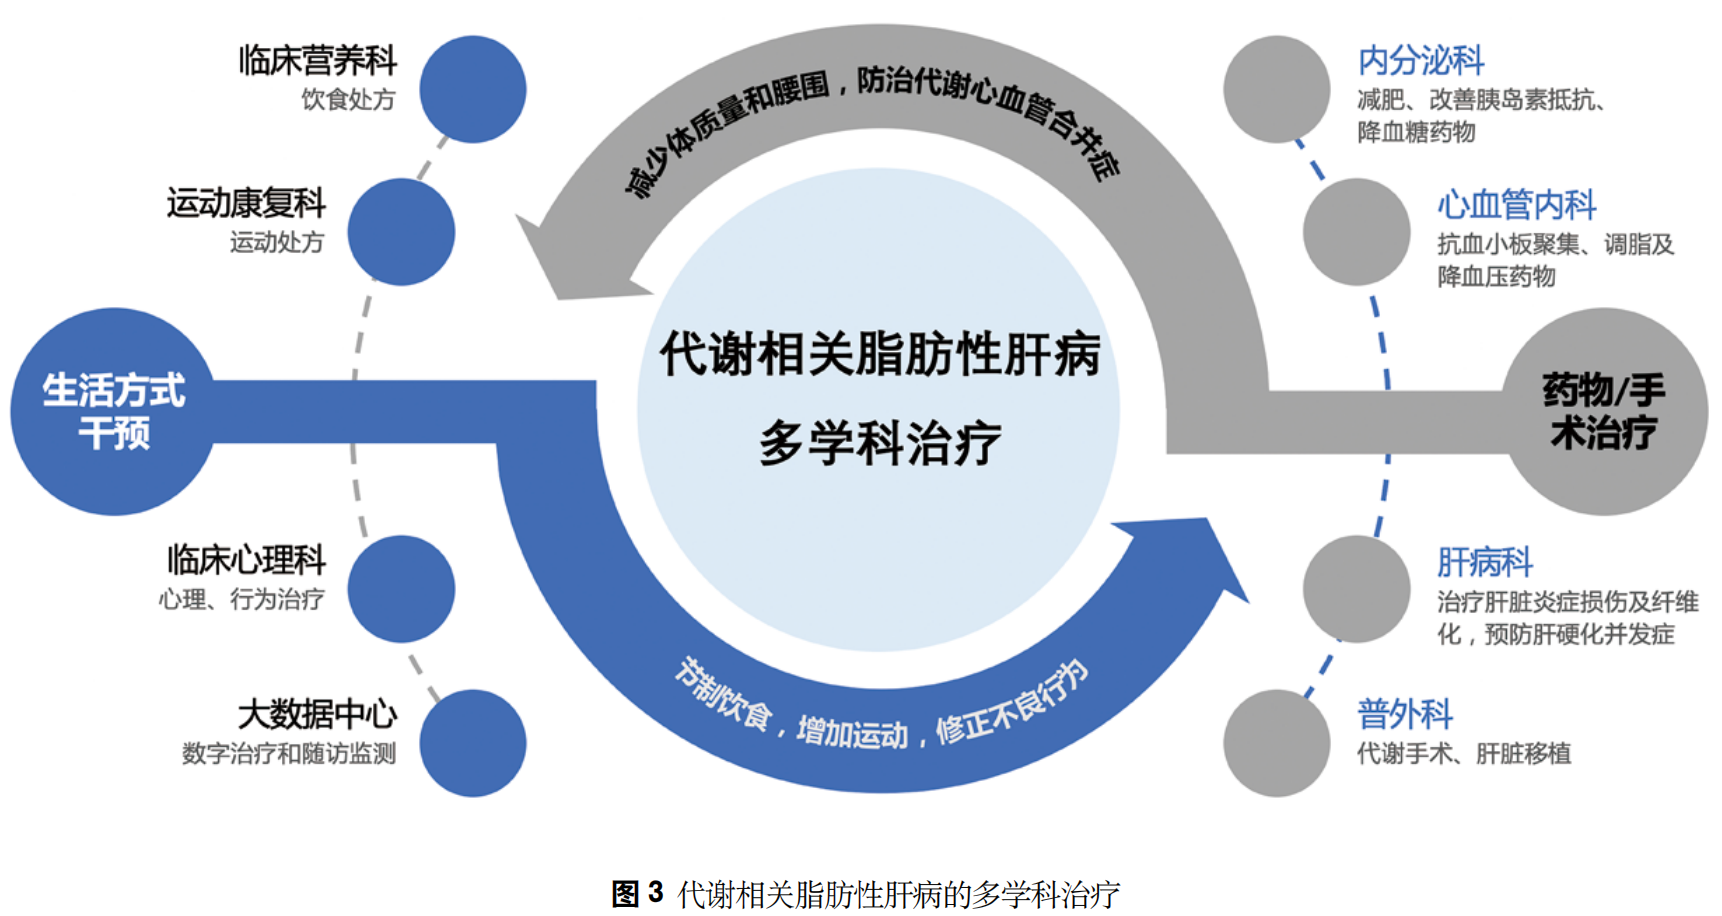 临床营养科
饮食处方
运动康复科
运动处方
生活方式
干预
临床心理科
心理、行为治疗
大数据中心
数字治疗和随访监测
减少体质量和腰围，防治代谢心血管合并症
代谢相关脂肪性肝病
多学科治疗
节制饮食，增加运动，修正不良行为
内分泌科
减肥、改善胰岛素抵抗、
降血糖药物
心血管内科
抗血小板聚集、调脂及
降血压药物
药物/手
术治疗
肝病科
治疗肝脏炎症损伤及纤维
化，预防肝硬化并发症
普外科
代谢手术、肝脏移植
图 3 代谢相关脂肪性肝病的多学科治疗